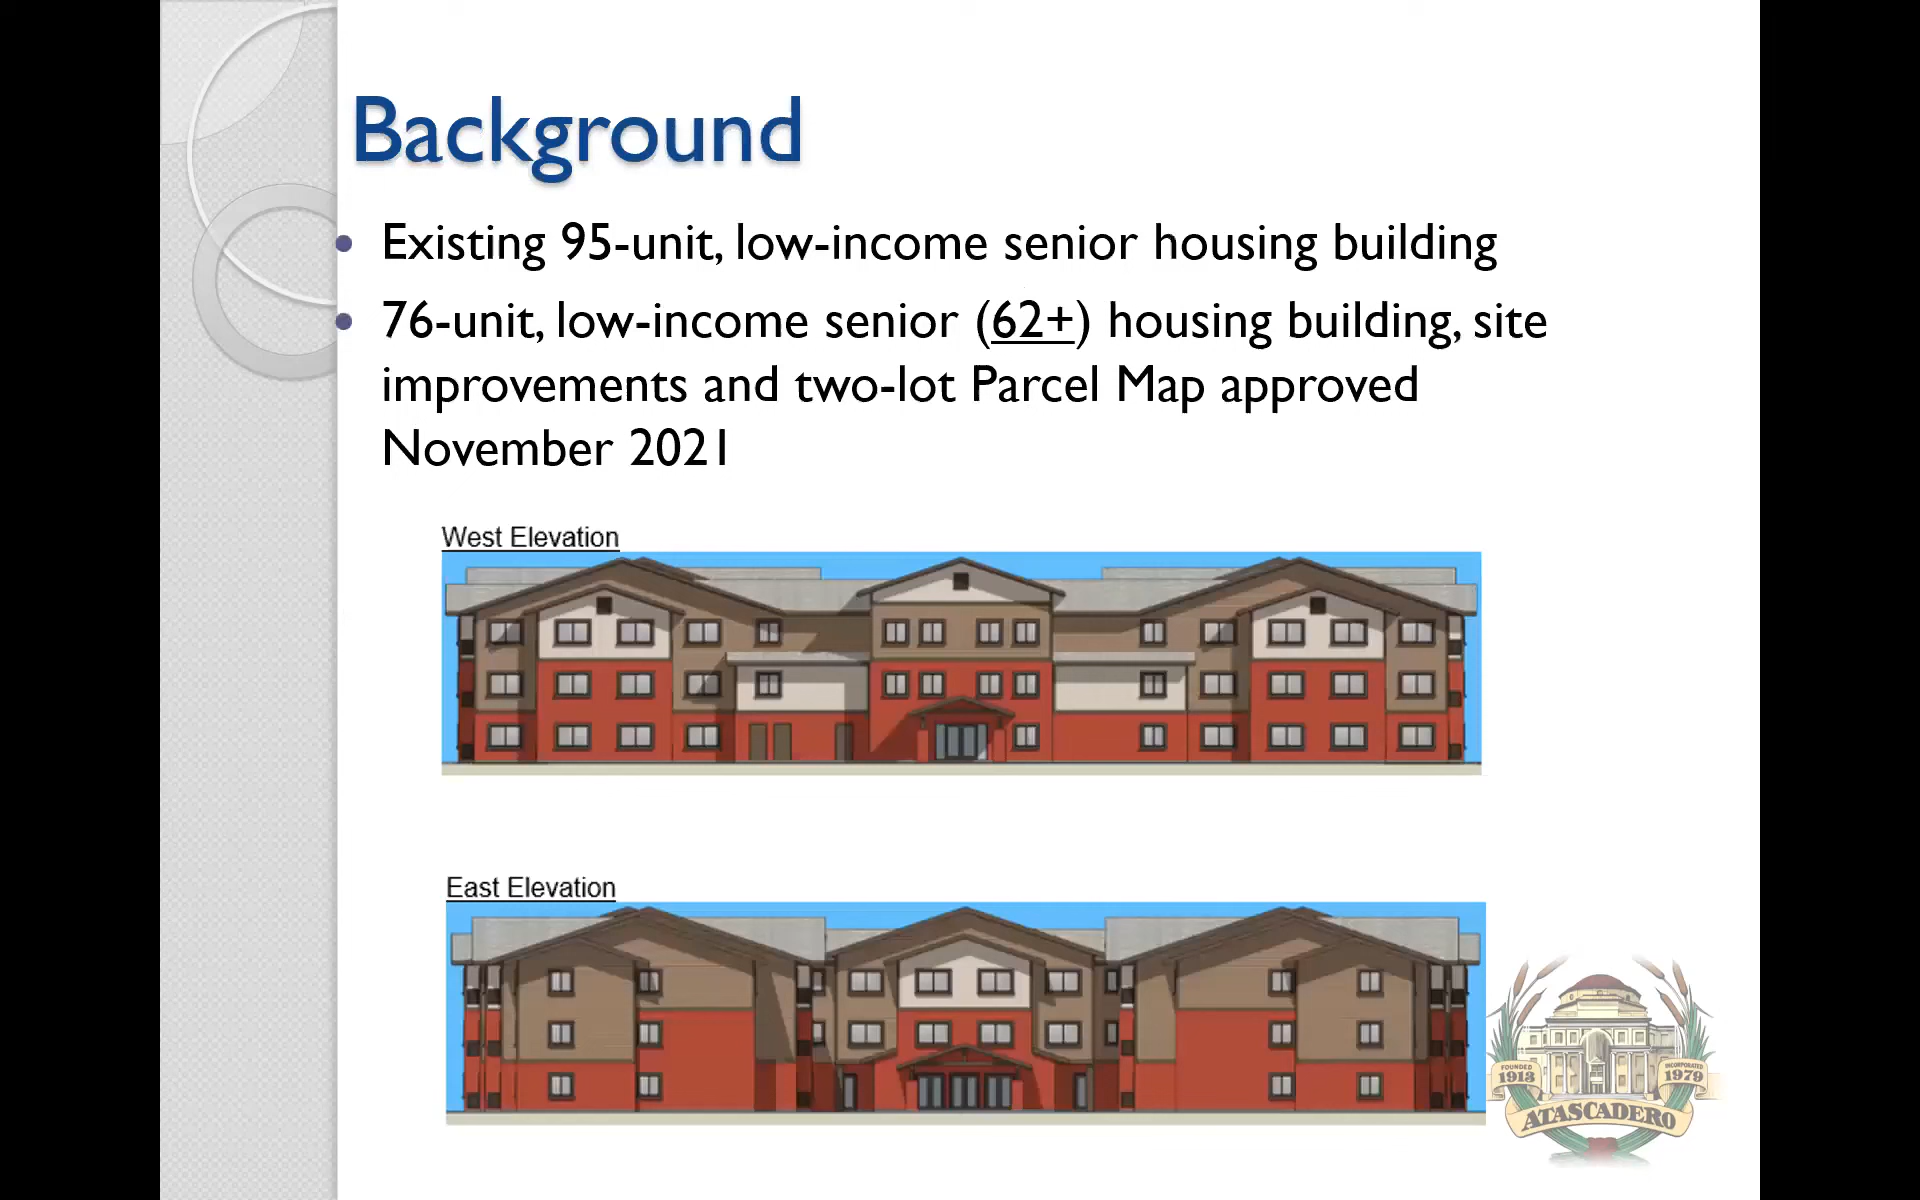 Background
• Existing 95-unit, low-income senior housing building
• 76-unit, low-income senior (62+) housing building, site
improvements and two-lot Parcel Map approved
November 2021
West Elevation
East Elevation
FOUNDED
1913
INCORPORATED
1979
ATASCADERO